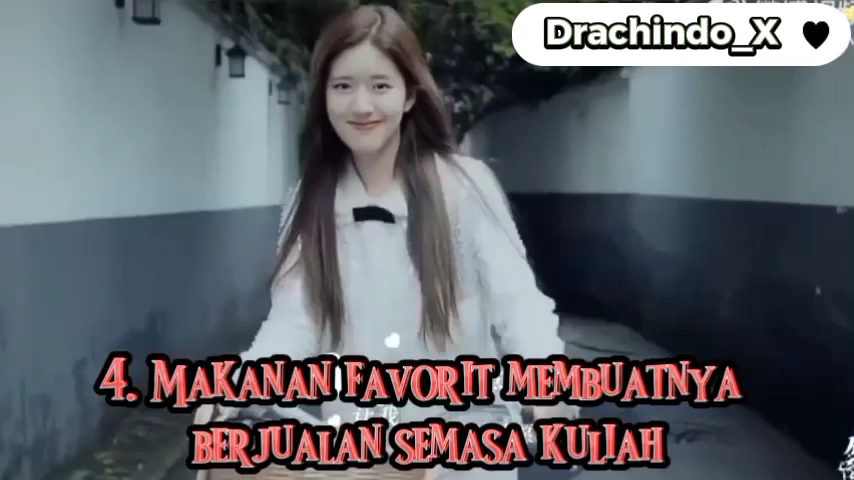 Drachindo_X
4. MAKANAN FAVORIT MEMBUATNYA
BERJUALAN SEMASA KULIAH